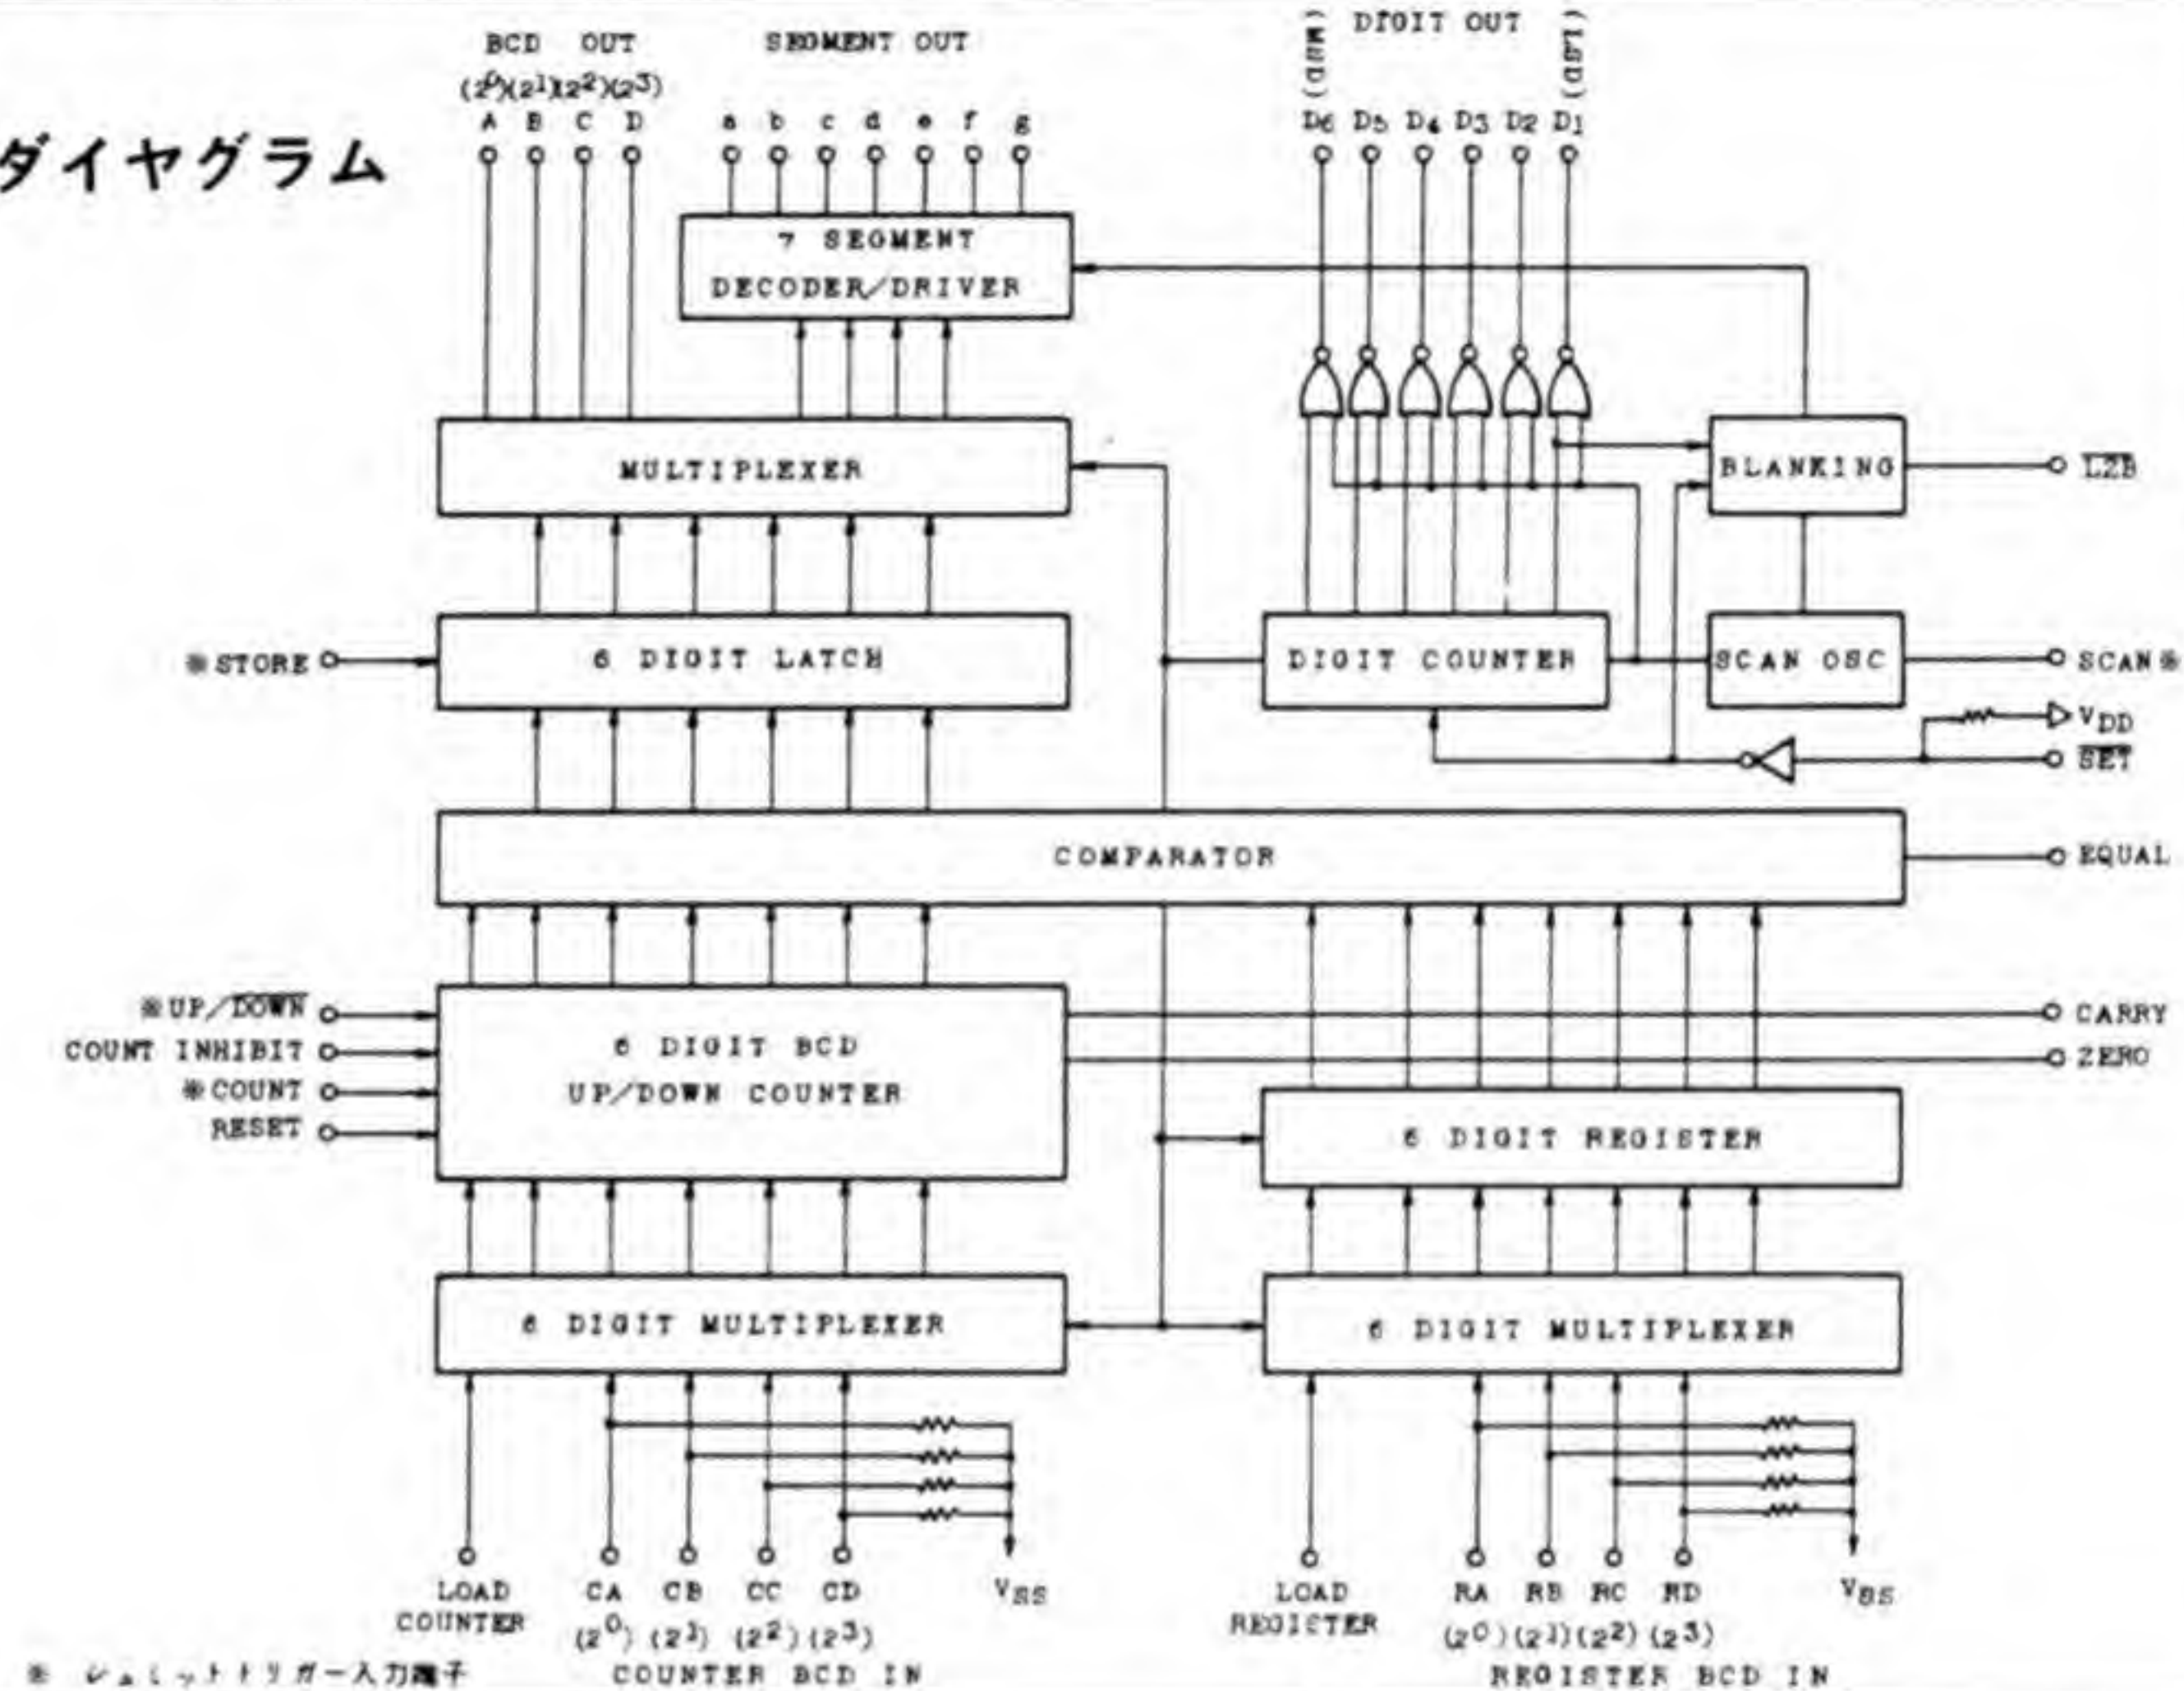 ダイヤグラム
BCD OUT
(2⁰)(2¹)(2²)(2³)
A B C D
SEGMENT OUT
a b c d e f g
DIGIT OUT
(MSD)
(LSD)
D6 D5 D4 D3 D2 D1
7 SEGMENT
DECODER/DRIVER
MULTIPLEXER
BLANKING
L̅Z̅B̅
※STORE
6 DIGIT LATCH
DIGIT COUNTER
SCAN OSC
SCAN※
VDD
S̅E̅T̅
COMPARATOR
EQUAL
※UP/D̅O̅W̅N̅
COUNT INHIBIT
※COUNT
RESET
6 DIGIT BCD
UP/DOWN COUNTER
CARRY
ZERO
6 DIGIT REGISTER
6 DIGIT MULTIPLEXER
6 DIGIT MULTIPLEXER
LOAD
COUNTER
CA CB CC CD
VSS
(2⁰) (2¹) (2²) (2³)
COUNTER BCD IN
LOAD
REGISTER
RA RB RC RD
VSS
(2⁰) (2¹) (2²) (2³)
REGISTER BCD IN
※ シュミットトリガー入力端子